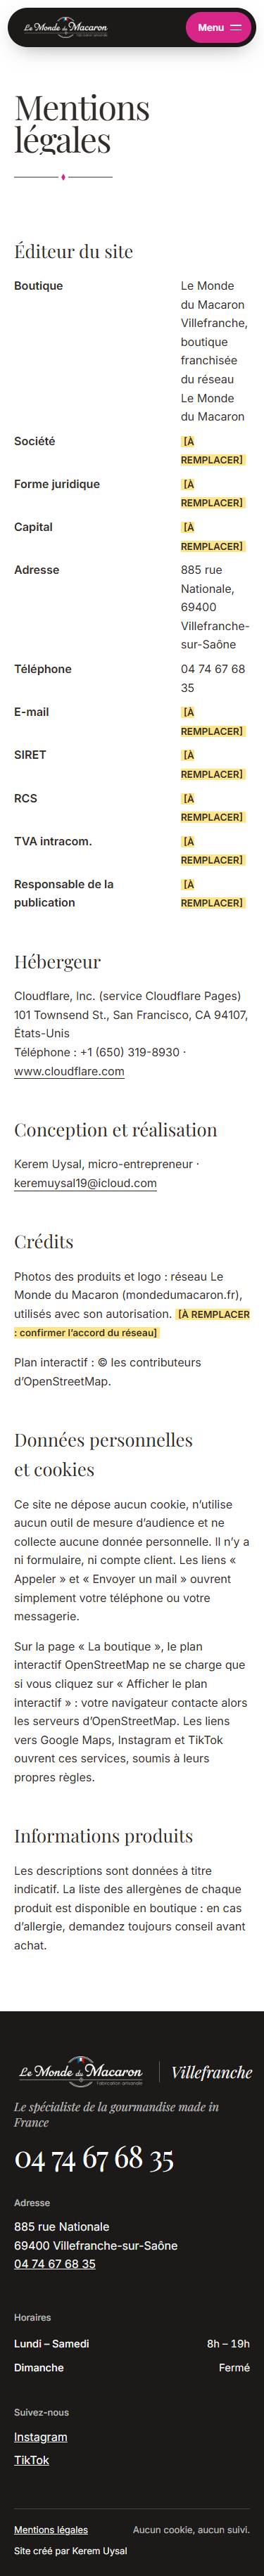 Le Monde du Macaron
Menu
Mentions
légales
Éditeur du site
Boutique
Le Monde
du Macaron
Villefranche,
boutique
franchisée
du réseau
Le Monde
du Macaron
Société
[À
REMPLACER]
Forme juridique
[À
REMPLACER]
Capital
[À
REMPLACER]
Adresse
885 rue
Nationale,
69400
Villefranche-
sur-Saône
Téléphone
04 74 67 68
35
E-mail
[À
REMPLACER]
SIRET
[À
REMPLACER]
RCS
[À
REMPLACER]
TVA intracom.
[À
REMPLACER]
Responsable de la
publication
[À
REMPLACER]
Hébergeur
Cloudflare, Inc. (service Cloudflare Pages)
101 Townsend St., San Francisco, CA 94107,
États-Unis
Téléphone : +1 (650) 319-8930 ·
www.cloudflare.com
Conception et réalisation
Kerem Uysal, micro-entrepreneur ·
keremuysal19@icloud.com
Crédits
Photos des produits et logo : réseau Le
Monde du Macaron (mondedumacaron.fr),
utilisés avec son autorisation. [À REMPLACER
: confirmer l’accord du réseau]
Plan interactif : © les contributeurs
d’OpenStreetMap.
Données personnelles
et cookies
Ce site ne dépose aucun cookie, n’utilise
aucun outil de mesure d’audience et ne
collecte aucune donnée personnelle. Il n’y a
ni formulaire, ni compte client. Les liens «
Appeler » et « Envoyer un mail » ouvrent
simplement votre téléphone ou votre
messagerie.
Sur la page « La boutique », le plan
interactif OpenStreetMap ne se charge que
si vous cliquez sur « Afficher le plan
interactif » : votre navigateur contacte alors
les serveurs d’OpenStreetMap. Les liens
vers Google Maps, Instagram et TikTok
ouvrent ces services, soumis à leurs
propres règles.
Informations produits
Les descriptions sont données à titre
indicatif. La liste des allergènes de chaque
produit est disponible en boutique : en cas
d’allergie, demandez toujours conseil avant
achat.
Le Monde du Macaron
Fabrication artisanale
Villefranche
Le spécialiste de la gourmandise made in
France
04 74 67 68 35
Adresse
885 rue Nationale
69400 Villefranche-sur-Saône
04 74 67 68 35
Horaires
Lundi – Samedi 8h – 19h
Dimanche Fermé
Suivez-nous
Instagram
TikTok
Mentions légales Aucun cookie, aucun suivi.
Site créé par Kerem Uysal